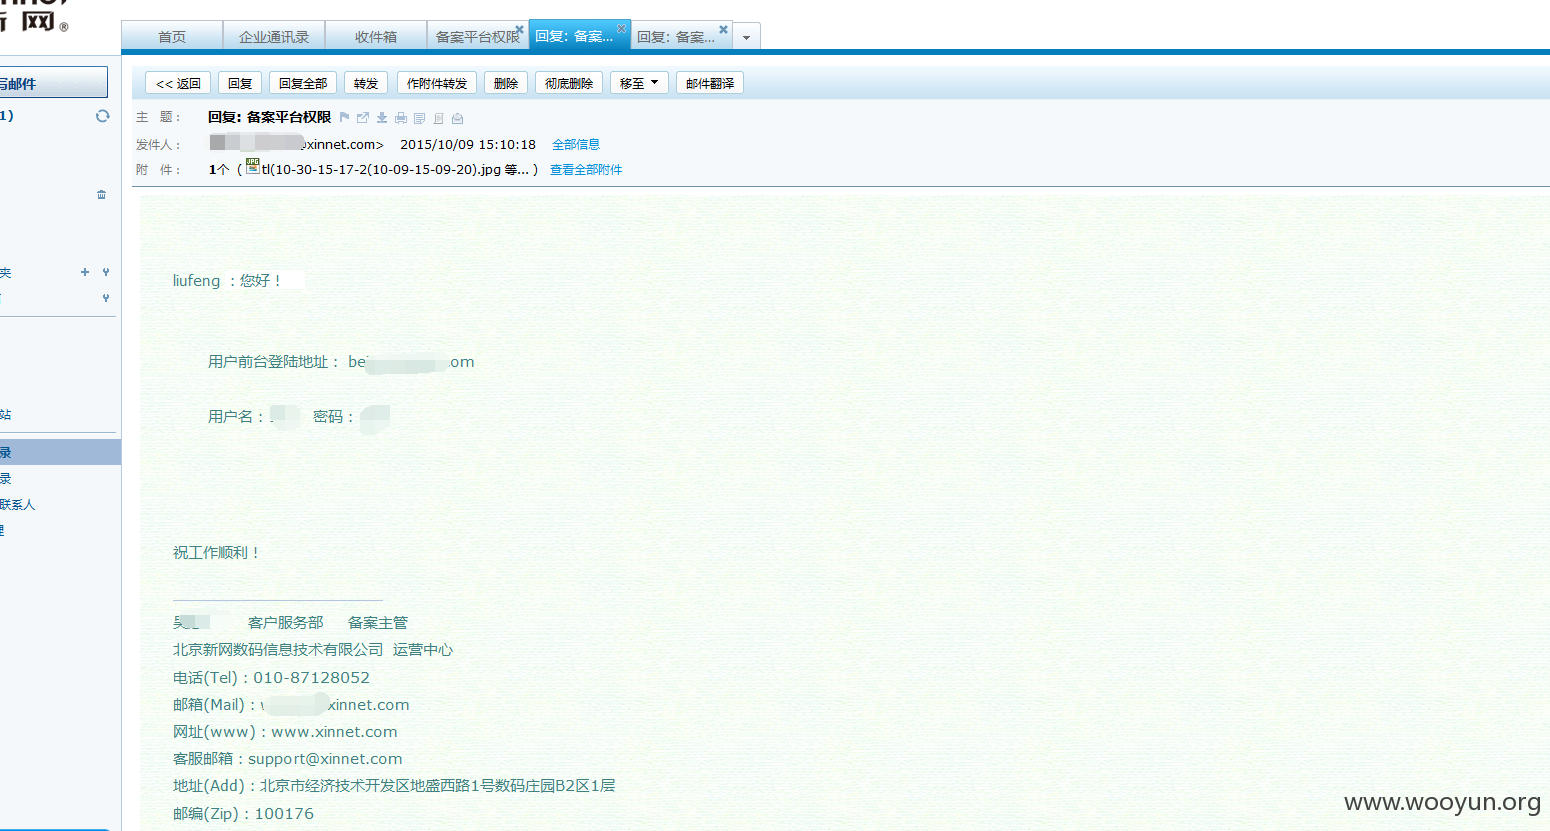 新网®
首页 企业通讯录 收件箱 备案平台权限 回复: 备案... 回复: 备案...
写邮件
<< 返回 回复 回复全部 转发 作附件转发 删除 彻底删除 移至 邮件翻译
1)
主 题: 回复: 备案平台权限
发件人: @xinnet.com> 2015/10/09 15:10:18 全部信息
附 件: 1个 ( tl(10-30-15-17-2(10-09-15-09-20).jpg 等... ) 查看全部附件
夹
liufeng :您好!
用户前台登陆地址: be om
用户名: 密码:
站
录
录
联系人
理
祝工作顺利!
吴 客户服务部 备案主管
北京新网数码信息技术有限公司 运营中心
电话(Tel):010-87128052
邮箱(Mail): xinnet.com
网址(www):www.xinnet.com
客服邮箱:support@xinnet.com
地址(Add):北京市经济技术开发区地盛西路1号数码庄园B2区1层
邮编(Zip):100176
www.wooyun.org